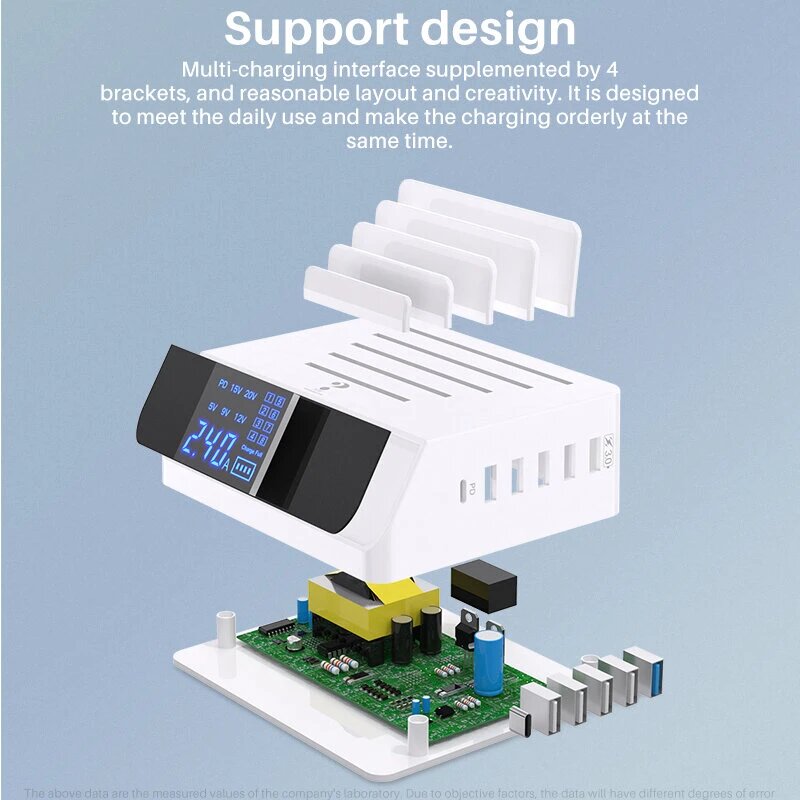 Support design
Multi-charging interface supplemented by 4
brackets, and reasonable layout and creativity. It is designed
to meet the daily use and make the charging orderly at the
same time.
PD 15V 20V
1 5
5V 9V 12V
2 6
3 7
4 8
2.40A
Charge Full
PD
3.0
The above data are the measured values of the company's laboratory. Due to objective factors, the data will have different degrees of error